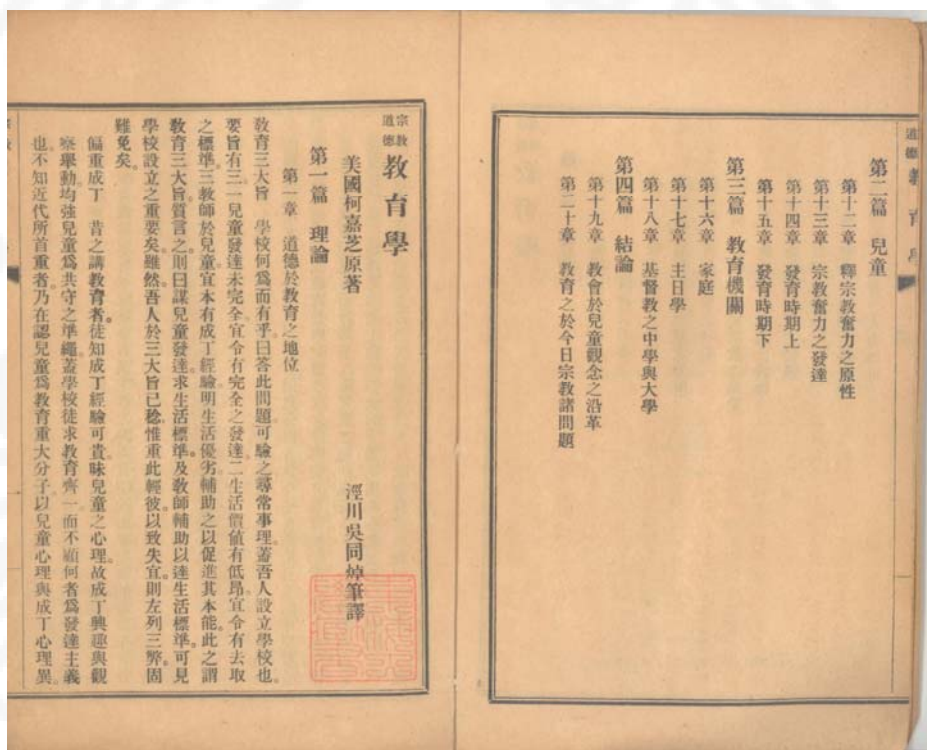 第二篇　兒童
第十二章　釋宗教奮力之原性
第十三章　宗教奮力之發達
第十四章　發育時期上
第十五章　發育時期下
第三篇　教育機關
第十六章　家庭
第十七章　主日學
第十八章　基督教之中學與大學
第四篇　結論
第十九章　教會於兒童觀念之沿革
第二十章　教育之於今日宗教諸問題
宗教道德教育學
美國柯嘉芝原著　涇川吳同焯筆譯
第一篇　理論
第一章　道德於教育之地位
教育三大旨　學校何爲而有乎曰答此問題可驗之尋常事理蓋吾人設立學校也。
要旨有三一兒童發達未完全宜令有完全之發達二生活價值有低昂宜令有去取
之標準。三教師於兒童宜本有成丁經驗明生活優劣輔助之以促進其本能此之謂
教育三大旨質言之。則曰謀兒童發達求生活標準及教師輔助以達生活標準。可見
學校設立之重要矣。雖然吾人於三大旨已稔。惟重此輕彼以致失宜。則左列三弊固
難免矣。
偏重成丁　昔之講教育者。徒知成丁經驗可貴昧兒童之心理。故成丁興趣與觀
察舉動均強兒童爲共守之準繩蓋學校徒求教育齊一而不顧何者爲發達主義
也不知近代所首重者。乃在認兒童爲教育重大分子以兒童心理與成丁心理異。